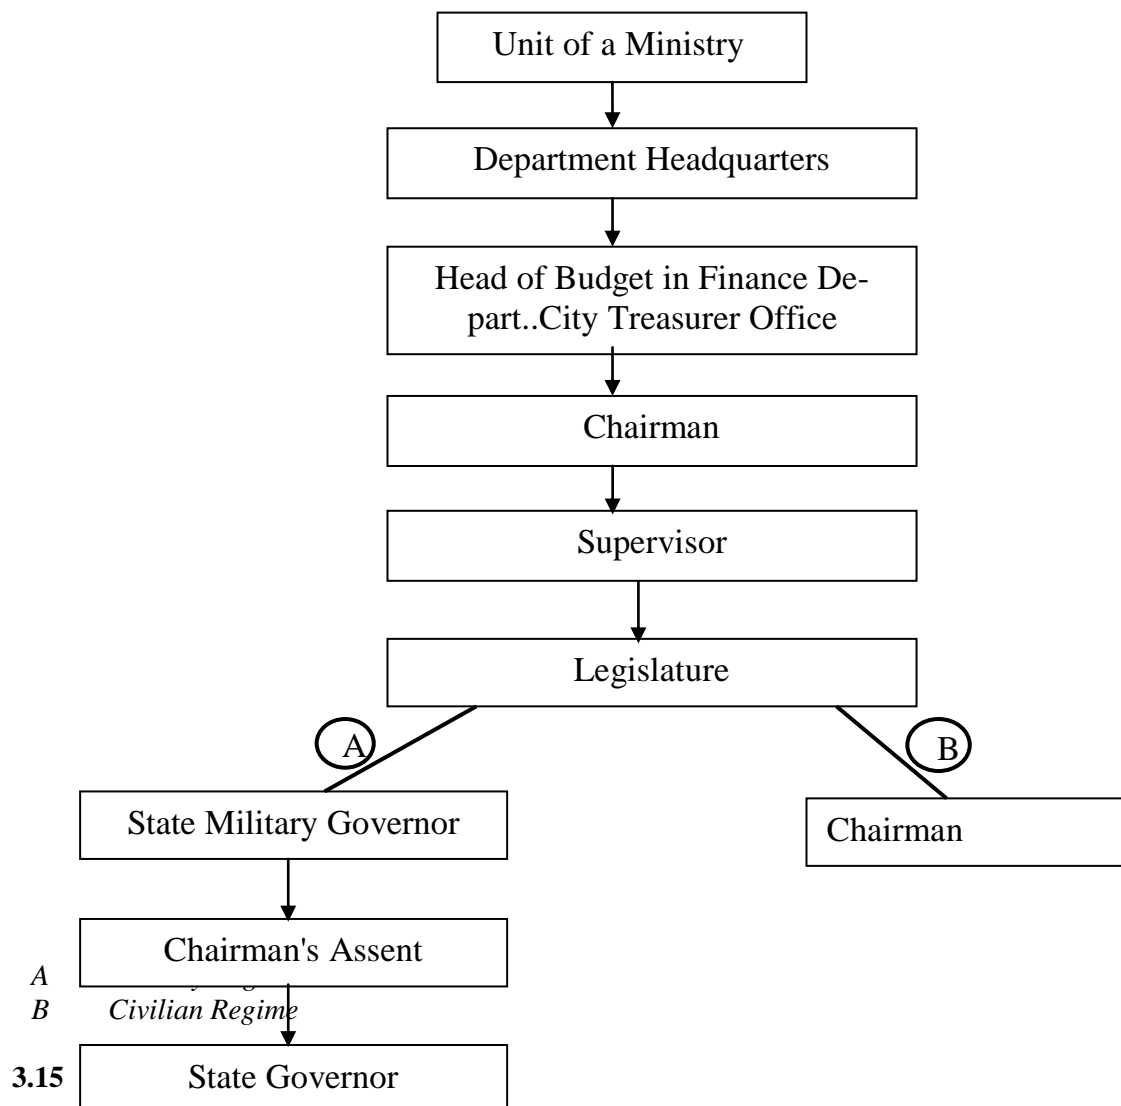 Unit of a Ministry
Department Headquarters
Head of Budget in Finance De-
part..City Treasurer Office
Chairman
Supervisor
Legislature
A
B
State Military Governor
Chairman
Chairman's Assent
A
B Civilian Regime
3.15
State Governor